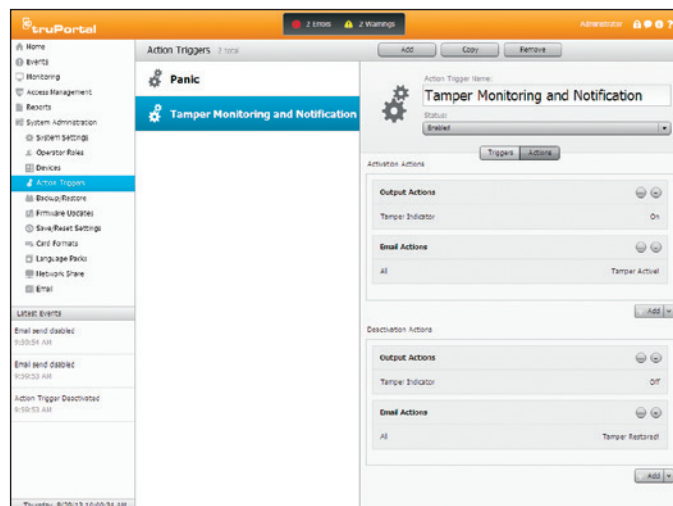 truPortal
2 Errors
2 Warnings
Administrator
Home
Events
Monitoring
Access Management
Reports
System Administration
System Settings
Operator Roles
Devices
Action Triggers
Backup/Restore
Firmware Updates
Save/Reset Settings
Card Formats
Language Packs
Network Share
Email
Latest Events
Email send disabled
9:59:54 AM
Email send disabled
9:59:53 AM
Action Trigger Deactivated
9:59:53 AM
Action Triggers 2 total
Panic
Tamper Monitoring and Notification
Add
Copy
Remove
Action Trigger Name:
Tamper Monitoring and Notification
Status:
Enabled
Triggers
Actions
Activation Actions
Output Actions
Tamper Indicator On
Email Actions
All Tamper Active!
Add
Deactivation Actions
Output Actions
Tamper Indicator Off
Email Actions
All Tamper Restored!
Add